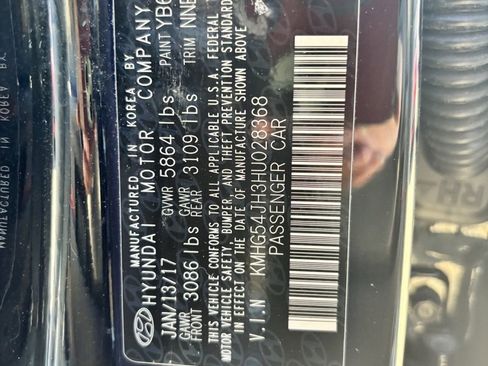 MANUFACTURED IN KOREA BY
HYUNDAI MOTOR COMPANY
JAN/13/17 GVWR 5864 lbs PAINT YB6
GAWR FRONT 3086 lbs GAWR REAR 3109 lbs TRIM NNB
THIS VEHICLE CONFORMS TO ALL APPLICABLE U.S.A. FEDERAL
MOTOR VEHICLE SAFETY, BUMPER, AND THEFT PREVENTION STANDARDS
IN EFFECT ON THE DATE OF MANUFACTURE SHOWN ABOVE
V.I.N KMHG54JH3HU028368
PASSENGER CAR